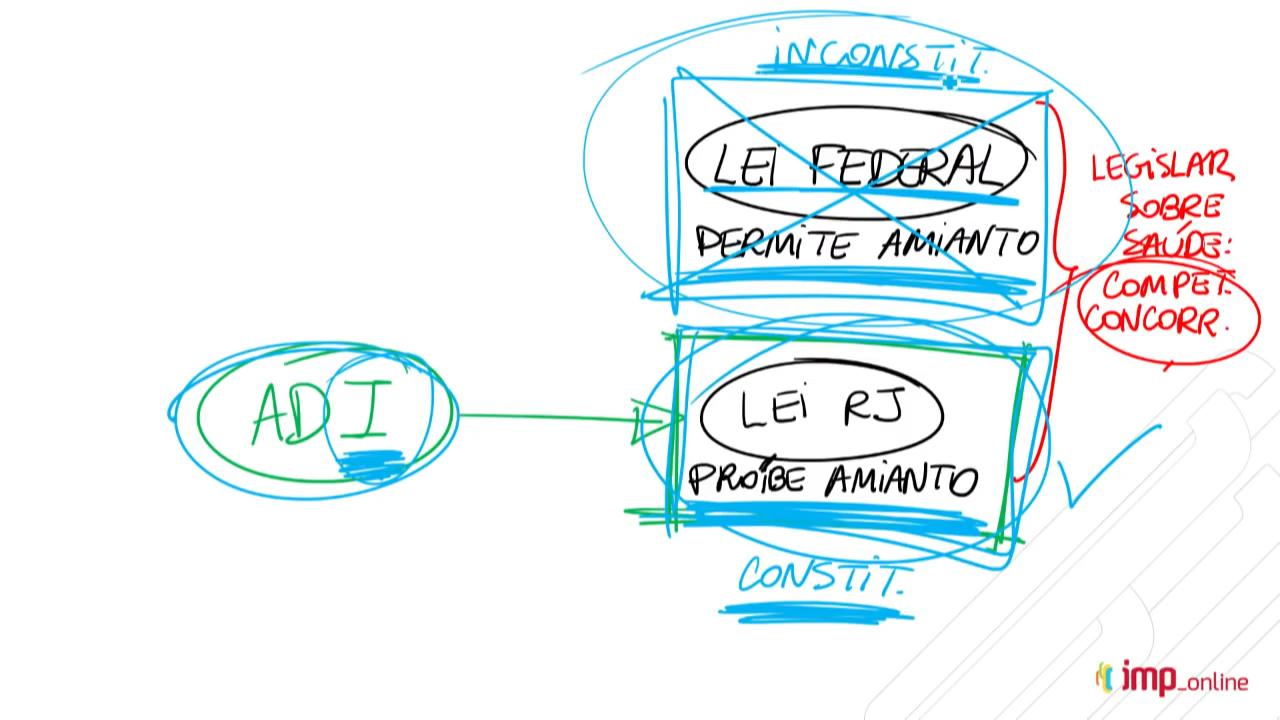 INCONSTIT.
LEI FEDERAL
PERMITE AMIANTO
LEGISLAR
SOBRE
SAÚDE:
COMPET.
CONCORR.
ADI
LEI RJ
PROÍBE AMIANTO
CONSTIT.
imp_online